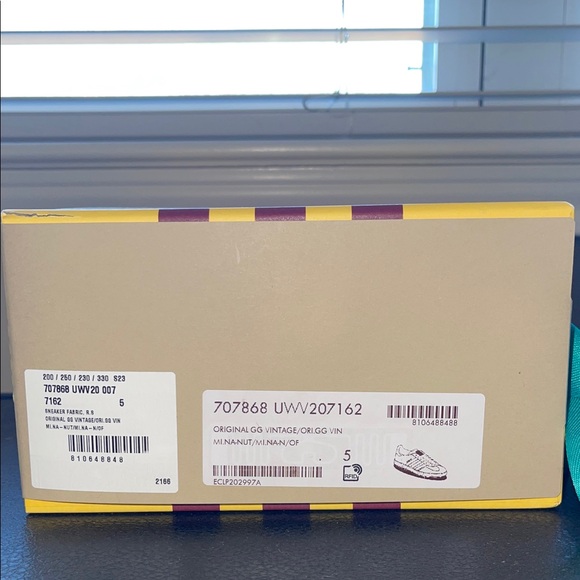 200 / 250 / 230 / 330 S23
707868 UWV20 007
7162 5
SNEAKER FABRIC, R.B
ORIGINAL GG VINTAGE/ORI.GG VIN
MI.NA-NUT/MI.NA-N/OF
810648848
2186
707868 UWV207162
810648848
ORIGINAL GG VINTAGE/ORI.GG VIN
MI.NA-NUT/MI.NA-N/OF
5
RFID
ECLP202997A